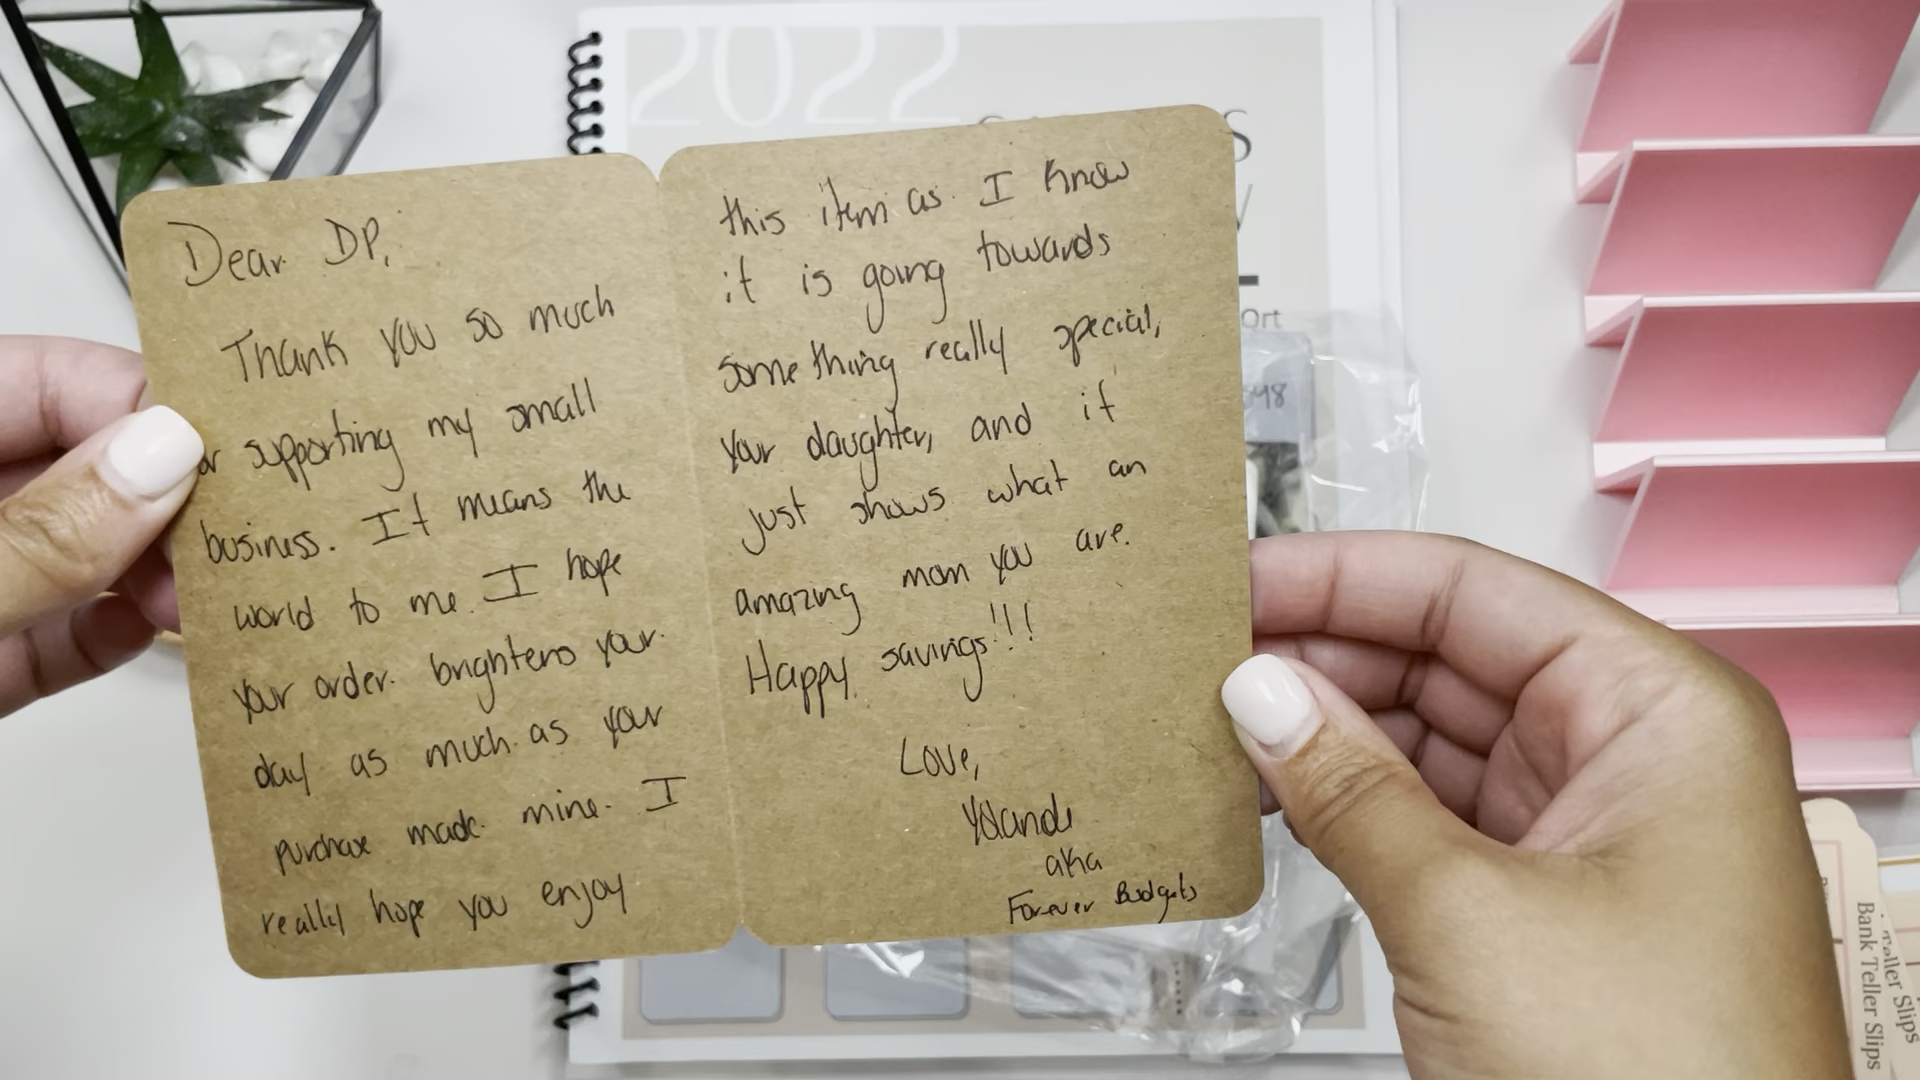 2022
Dear DP,
Thank you so much
or supporting my small
business. It means the
world to me. I hope
your order brightens your
day as much as your
purchase made mine. I
really hope you enjoy
this item as I know
it is going towards
something really special,
your daughter, and it
just shows what an
amazing mom you are.
Happy savings!!!
Love,
aka
Forever Budgets
Teller Slips
Bank Teller Slips